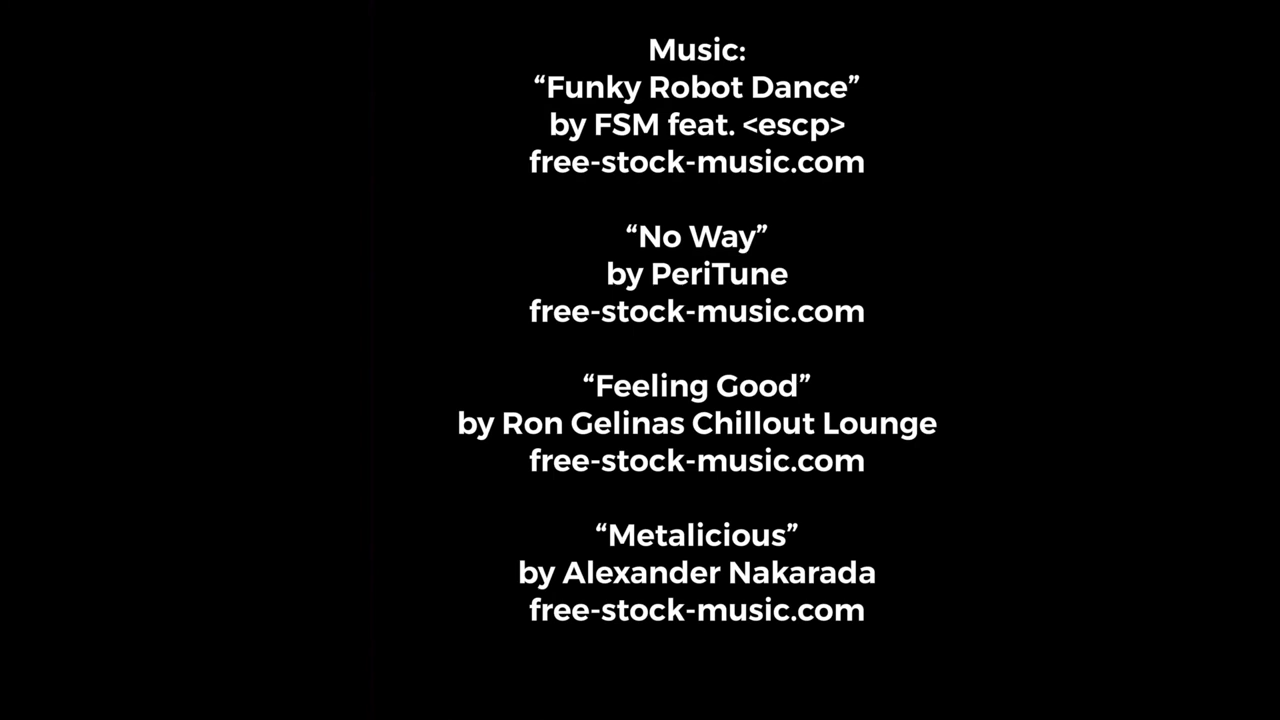 Music:
“Funky Robot Dance”
by FSM feat. <escp>
free-stock-music.com
“No Way”
by PeriTune
free-stock-music.com
“Feeling Good”
by Ron Gelinas Chillout Lounge
free-stock-music.com
“Metalicious”
by Alexander Nakarada
free-stock-music.com